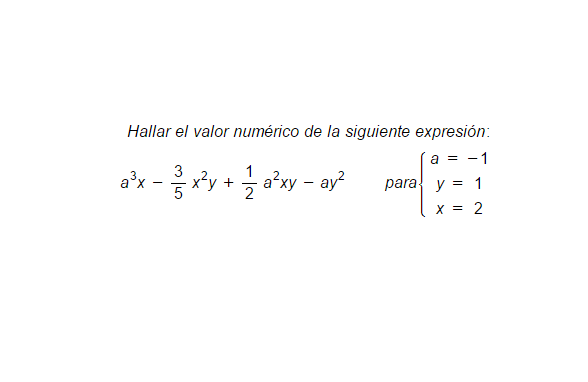 Hallar el valor numérico de la siguiente expresión:
a³x − 3/5 x²y + 1/2 a²xy − ay² para { a = −1
y = 1
x = 2